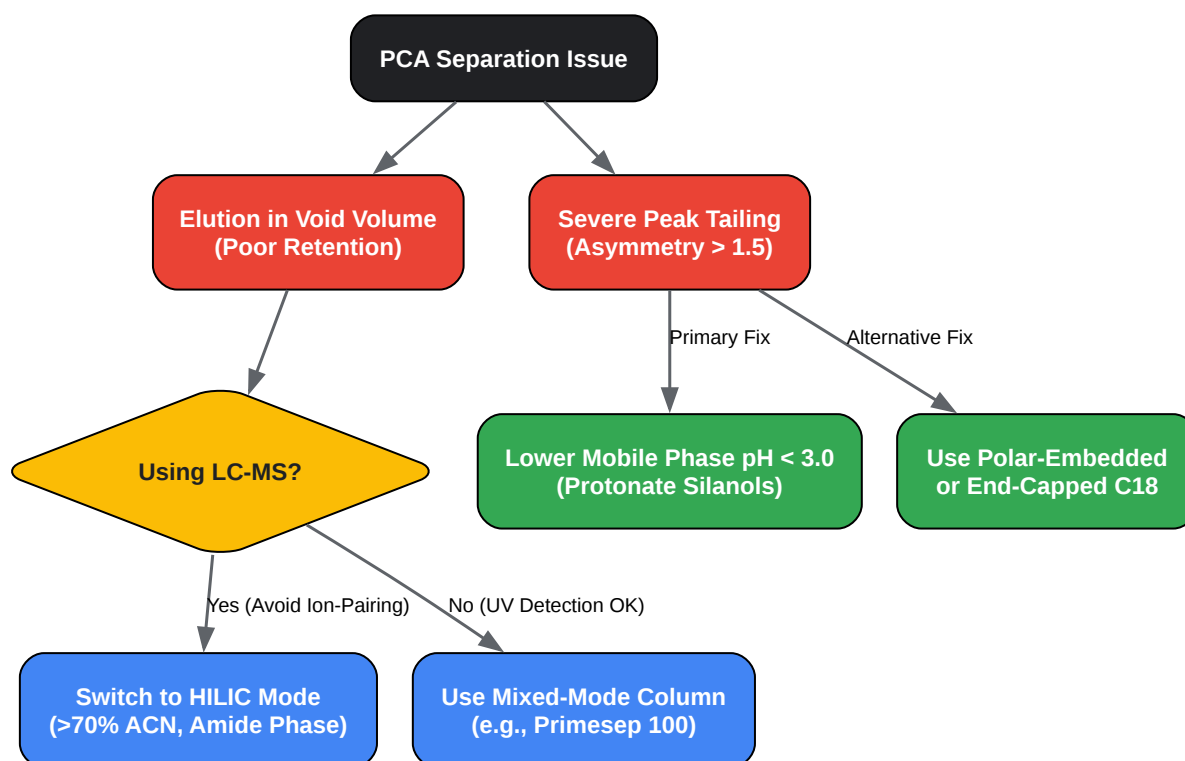 PCA Separation Issue
Elution in Void Volume
(Poor Retention)
Severe Peak Tailing
(Asymmetry > 1.5)
Primary Fix
Alternative Fix
Using LC-MS?
Lower Mobile Phase pH < 3.0
(Protonate Silanols)
Use Polar-Embedded
or End-Capped C18
Yes (Avoid Ion-Pairing)
No (UV Detection OK)
Switch to HILIC Mode
(>70% ACN, Amide Phase)
Use Mixed-Mode Column
(e.g., Primesep 100)